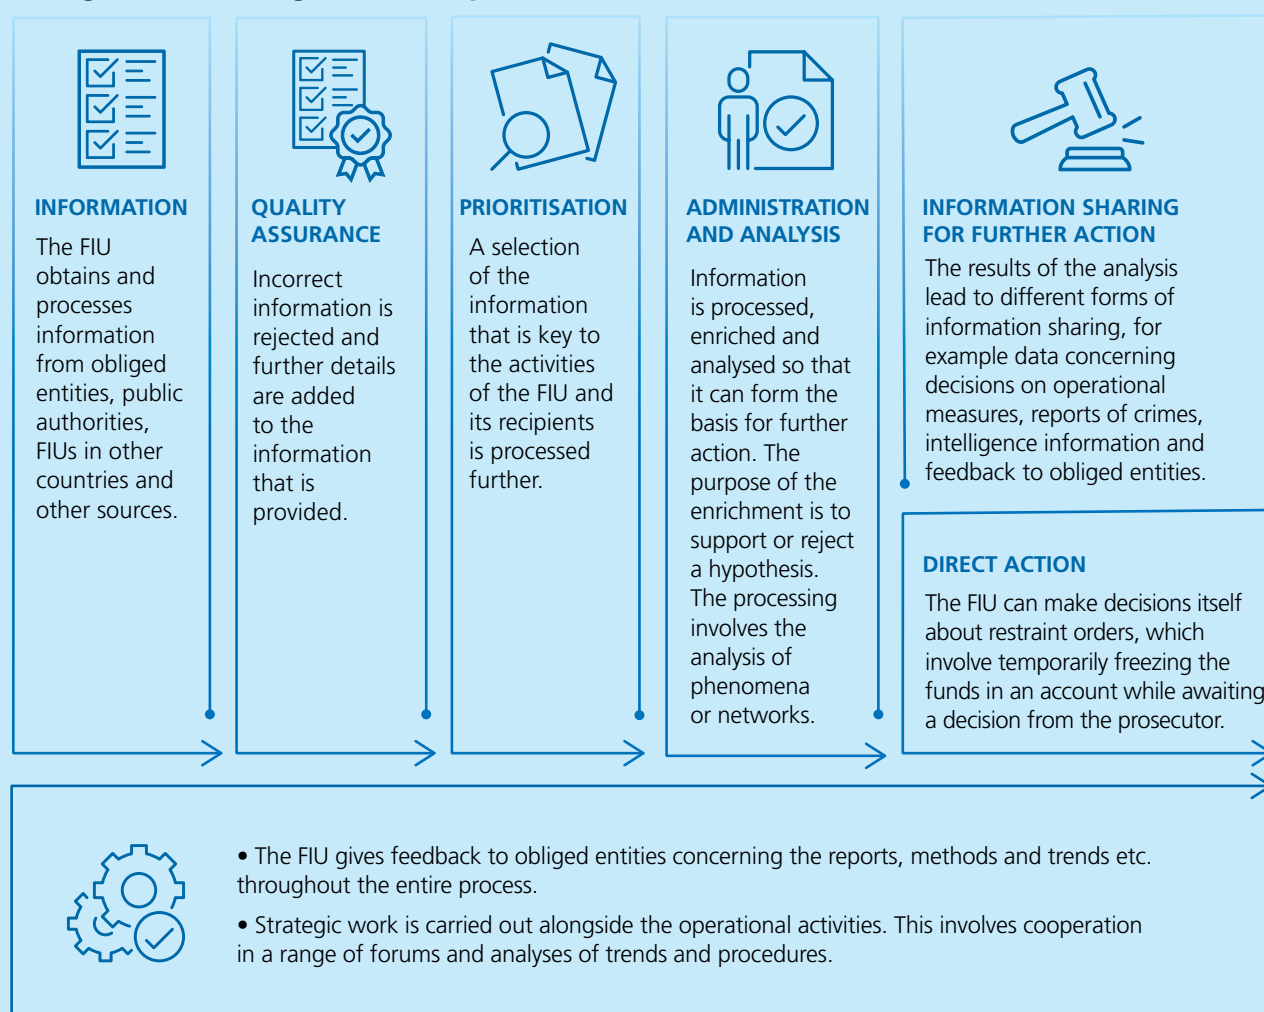 INFORMATION
The FIU
obtains and
processes
information
from obliged
entities, public
authorities,
FIUs in other
countries and
other sources.
QUALITY
ASSURANCE
Incorrect
information is
rejected and
further details
are added
to the
information
that is
provided.
PRIORITISATION
A selection
of the
information
that is key to
the activities
of the FIU and
its recipients
is processed
further.
ADMINISTRATION
AND ANALYSIS
Information
is processed,
enriched and
analysed so that
it can form the
basis for further
action. The
purpose of the
enrichment is to
support or reject
a hypothesis.
The processing
involves the
analysis of
phenomena
or networks.
INFORMATION SHARING
FOR FURTHER ACTION
The results of the analysis
lead to different forms of
information sharing, for
example data concerning
decisions on operational
measures, reports of crimes,
intelligence information and
feedback to obliged entities.
DIRECT ACTION
The FIU can make decisions itself
about restraint orders, which
involve temporarily freezing the
funds in an account while awaiting
a decision from the prosecutor.
• The FIU gives feedback to obliged entities concerning the reports, methods and trends etc.
throughout the entire process.
• Strategic work is carried out alongside the operational activities. This involves cooperation
in a range of forums and analyses of trends and procedures.